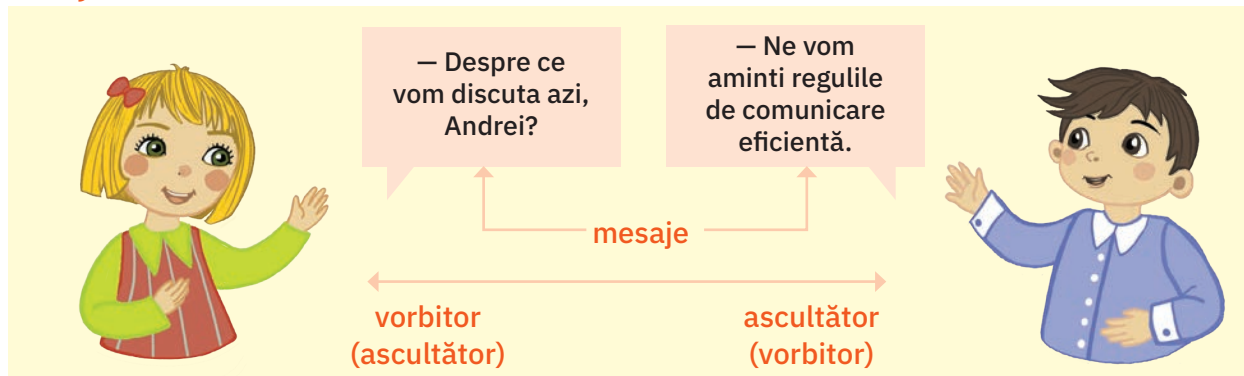 — Despre ce
vom discuta azi,
Andrei?
— Ne vom
aminti regulile
de comunicare
eficientă.
mesaje
vorbitor
(ascultător)
ascultător
(vorbitor)